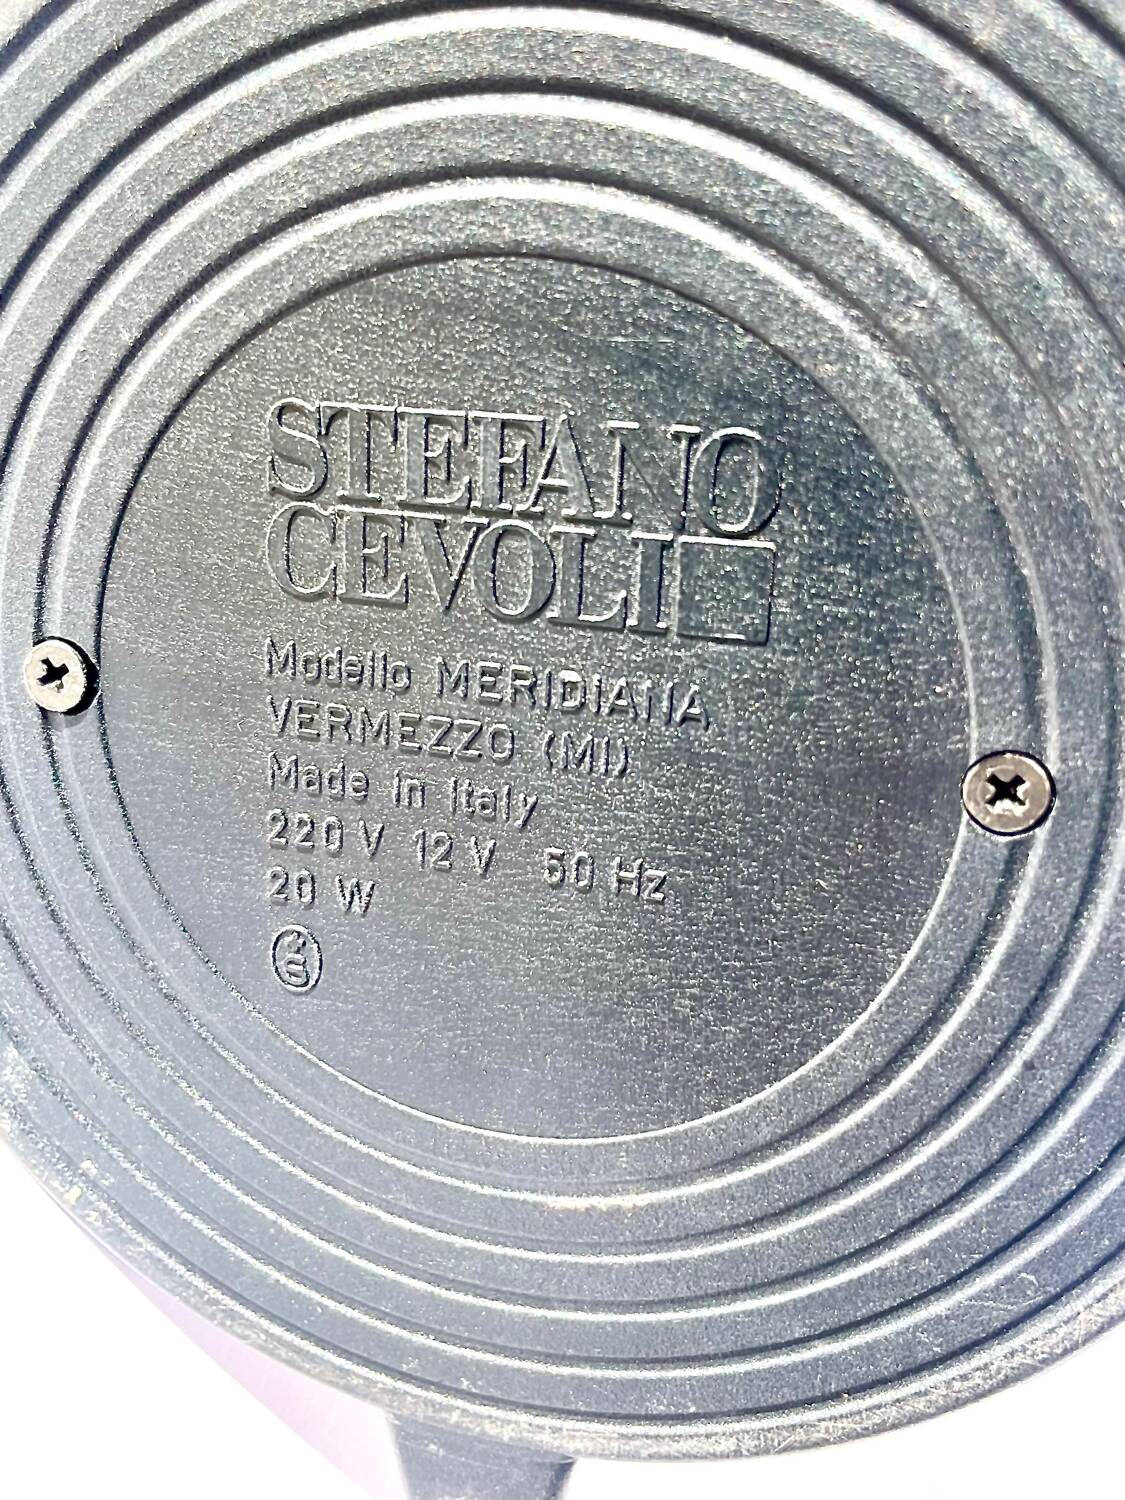 STEFANO
CEVOLI
Modello MERIDIANA
VERMEZZO (MI)
Made in Italy
220 V 12 V 50 Hz
20 W